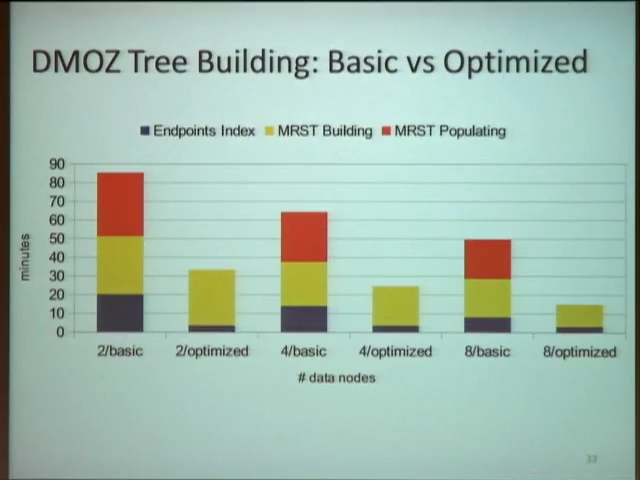 DMOZ Tree Building: Basic vs Optimized
Endpoints Index MRST Building MRST Populating
90
80
70
60
50
40
30
20
10
0
minutes
2/basic 2/optimized 4/basic 4/optimized 8/basic 8/optimized
# data nodes
33